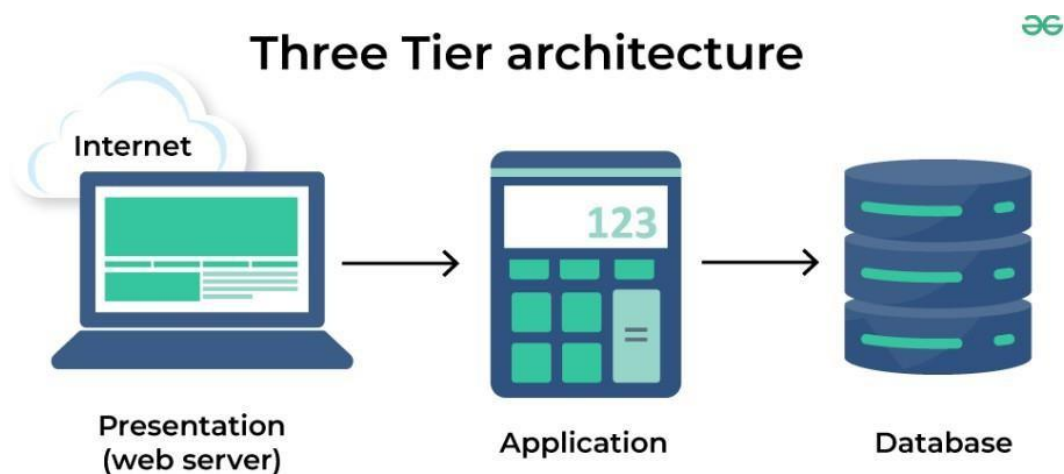 Three Tier architecture
Internet
123
=
Presentation
(web server)
Application
Database